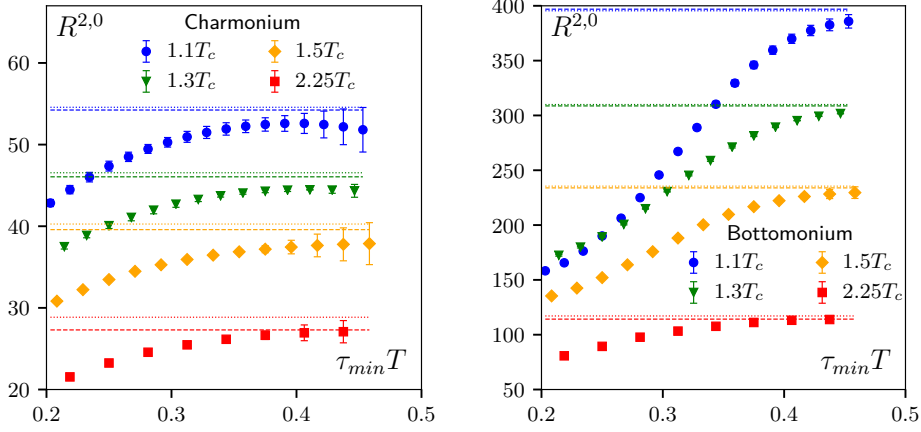 R^{2,0}
Charmonium
1.1T_c 1.5T_c
1.3T_c 2.25T_c
60
50
40
30
20
0.2 0.3 0.4 0.5
τ_{min}T
R^{2,0}
400
350
300
250
200
150
100
50
Bottomonium
1.1T_c 1.5T_c
1.3T_c 2.25T_c
τ_{min}T
0.2 0.3 0.4 0.5